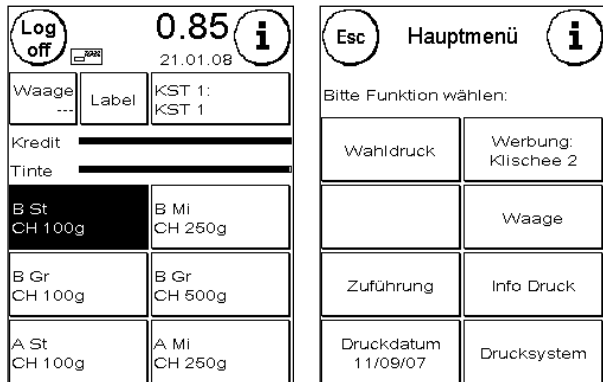 Log
off
0.85
i
21.01.08
Waage
---
Label
KST 1:
KST 1
Kredit
Tinte
B St
CH 100g
B Mi
CH 250g
B Gr
CH 100g
B Gr
CH 500g
A St
CH 100g
A Mi
CH 250g
Esc
Hauptmenü
i
Bitte Funktion wählen:
Wahldruck
Werbung:
Klischee 2
Waage
Zuführung
Info Druck
Druckdatum
11/09/07
Drucksystem